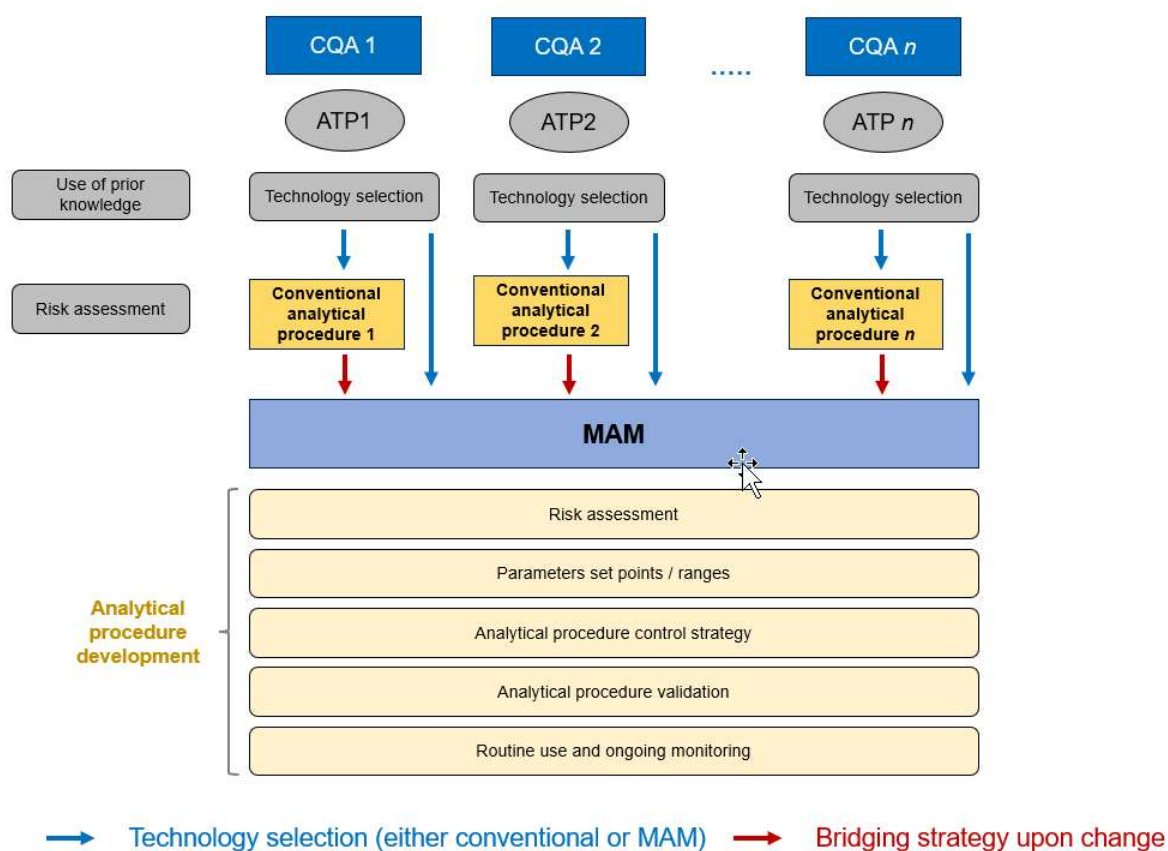 CQA 1
CQA 2
.....
CQA n
ATP1
ATP2
ATP n
Use of prior
knowledge
Technology selection
Technology selection
Technology selection
Risk assessment
Conventional
analytical
procedure 1
Conventional
analytical
procedure 2
Conventional
analytical
procedure n
MAM
Analytical
procedure
development
Risk assessment
Parameters set points / ranges
Analytical procedure control strategy
Analytical procedure validation
Routine use and ongoing monitoring
Technology selection (either conventional or MAM)
Bridging strategy upon change